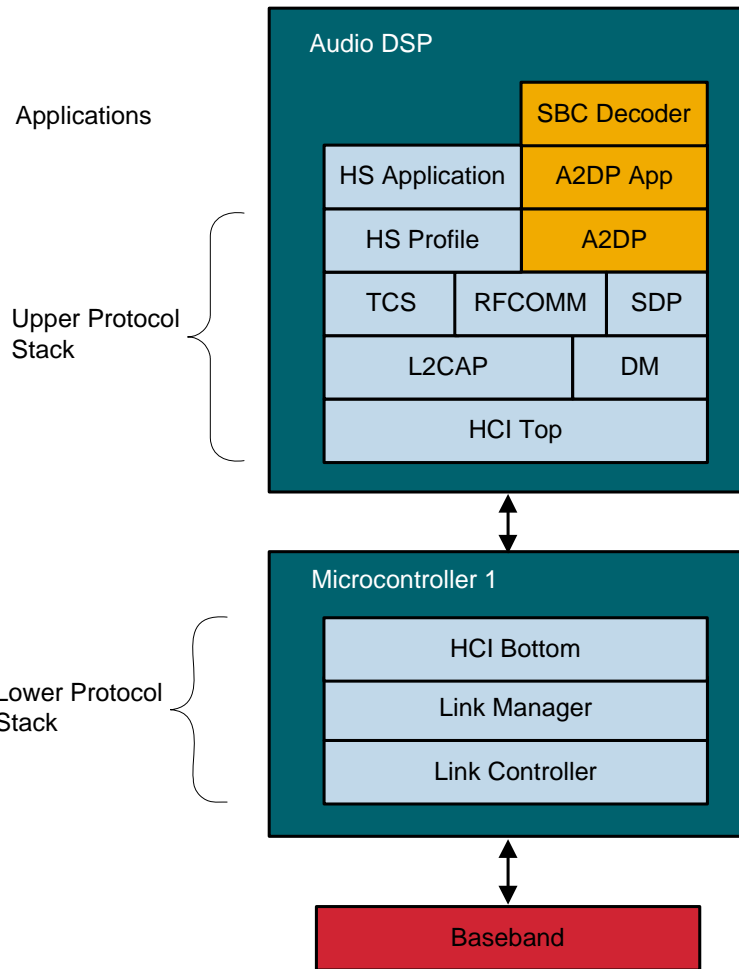 Audio DSP
Applications
SBC Decoder
HS Application
A2DP App
HS Profile
A2DP
TCS
RFCOMM
SDP
Upper Protocol
Stack
L2CAP
DM
HCI Top
Microcontroller 1
HCI Bottom
Lower Protocol
Stack
Link Manager
Link Controller
Baseband